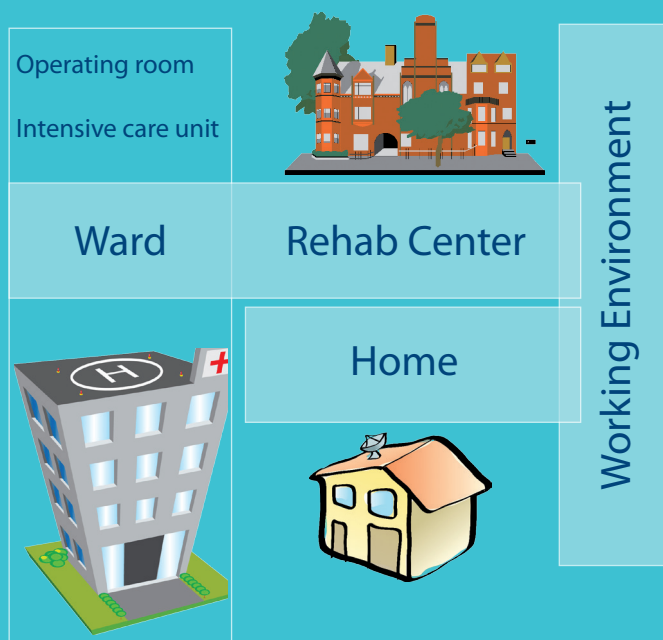 Operating room
Intensive care unit
Ward
Rehab Center
Home
Working Environment
H